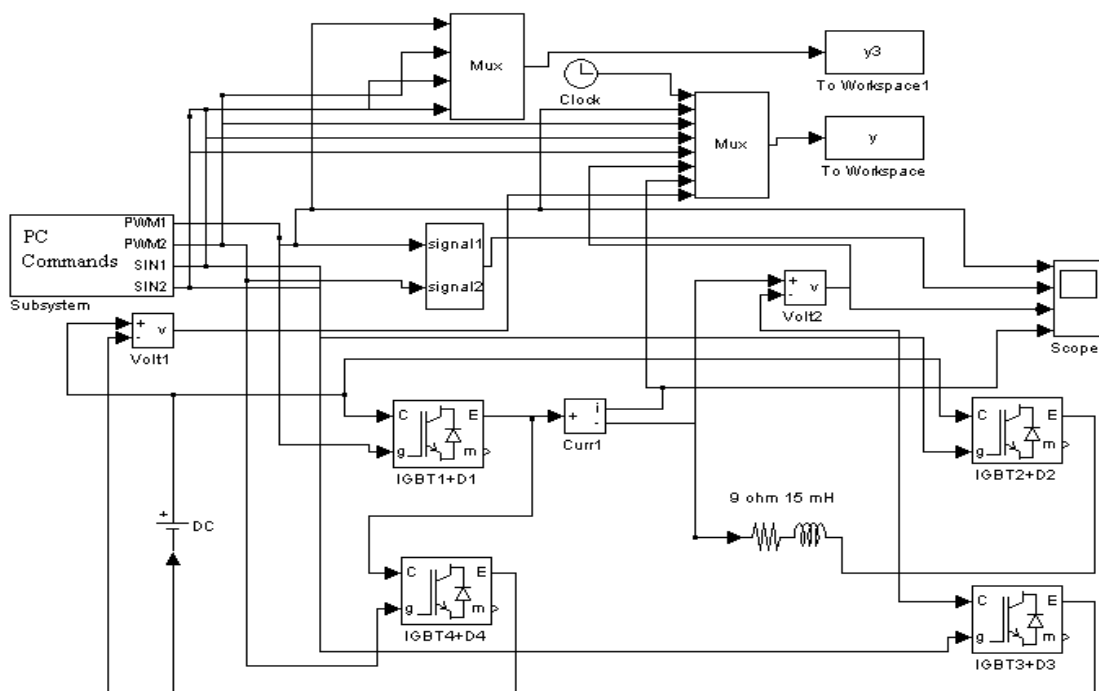 Mux
y3
To Workspace1
Clock
Mux
y
To Workspace
PC
Commands
PWM1
PWM2
SIN1
SIN2
Subsystem
signal1
signal2
+
-
v
Volt1
+
-
v
Volt2
Scope
C
E
g
m
IGBT1+D1
+
i
-
Curr1
C
E
g
m
IGBT2+D2
9 ohm 15 mH
+
DC
C
E
g
m
IGBT4+D4
C
E
g
m
IGBT3+D3